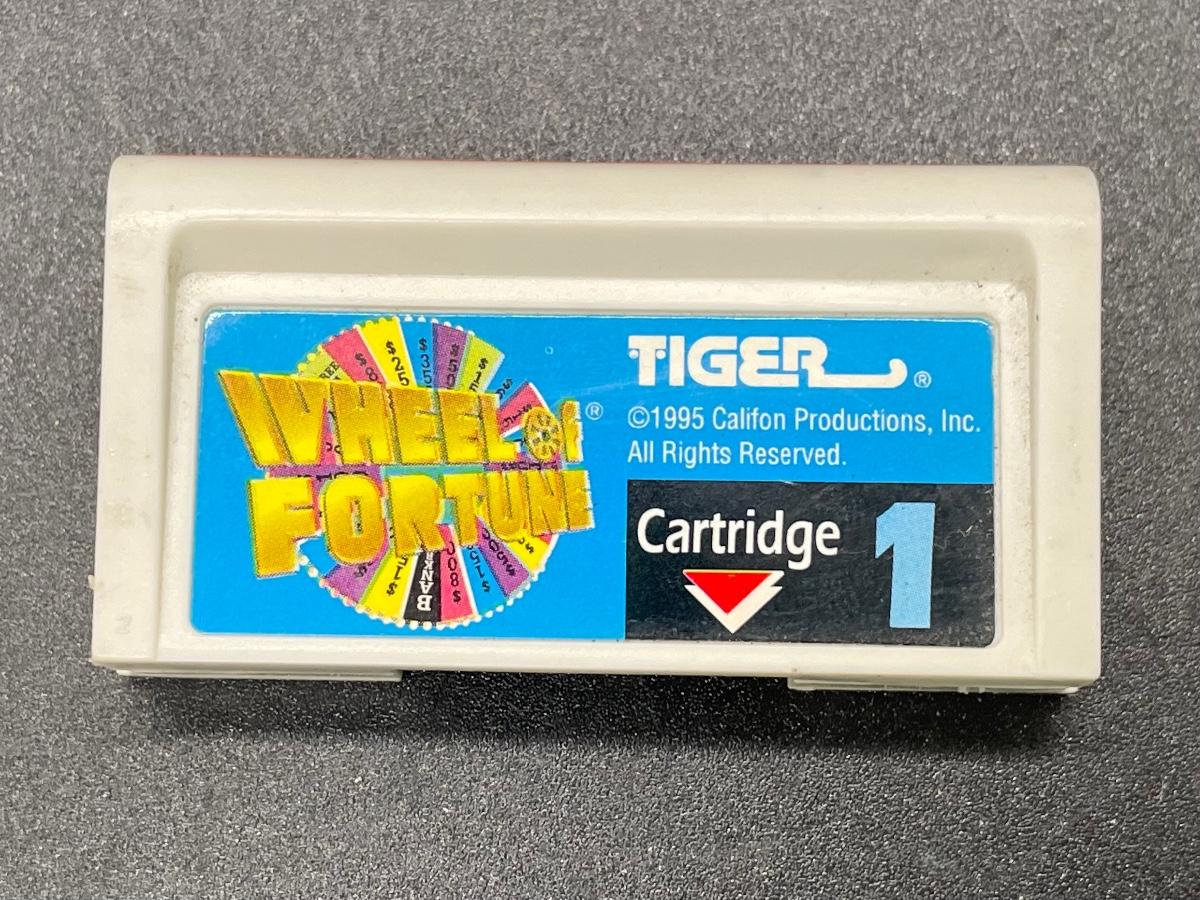 WHEEL of ®
FORTUNE
TIGER ®
©1995 Califon Productions, Inc.
All Rights Reserved.
Cartridge 1